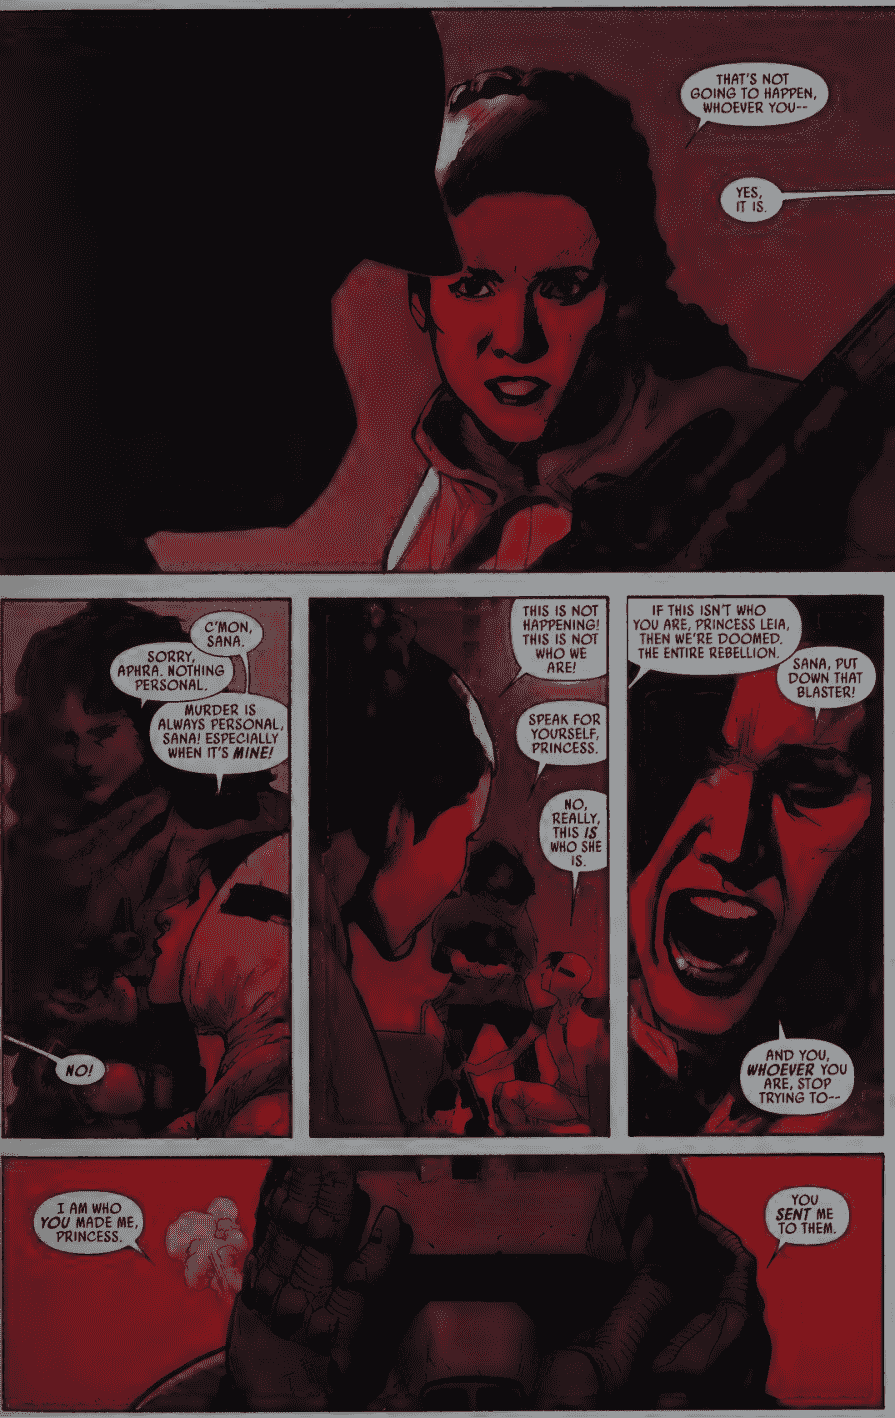 THAT'S NOT
GOING TO HAPPEN,
WHOEVER YOU--
YES,
IT IS.
C'MON,
SANA.
SORRY,
APHRA. NOTHING
PERSONAL.
MURDER IS
ALWAYS PERSONAL,
SANA! ESPECIALLY
WHEN IT'S MINE!
NO!
THIS IS NOT
HAPPENING!
THIS IS NOT
WHO WE
ARE!
SPEAK FOR
YOURSELF,
PRINCESS.
NO,
REALLY,
THIS IS
WHO SHE
IS.
IF THIS ISN'T WHO
YOU ARE, PRINCESS LEIA,
THEN WE'RE DOOMED.
THE ENTIRE REBELLION.
SANA, PUT
DOWN THAT
BLASTER!
AND YOU,
WHOEVER YOU
ARE, STOP
TRYING TO--
I AM WHO
YOU MADE ME,
PRINCESS.
YOU
SENT ME
TO THEM.